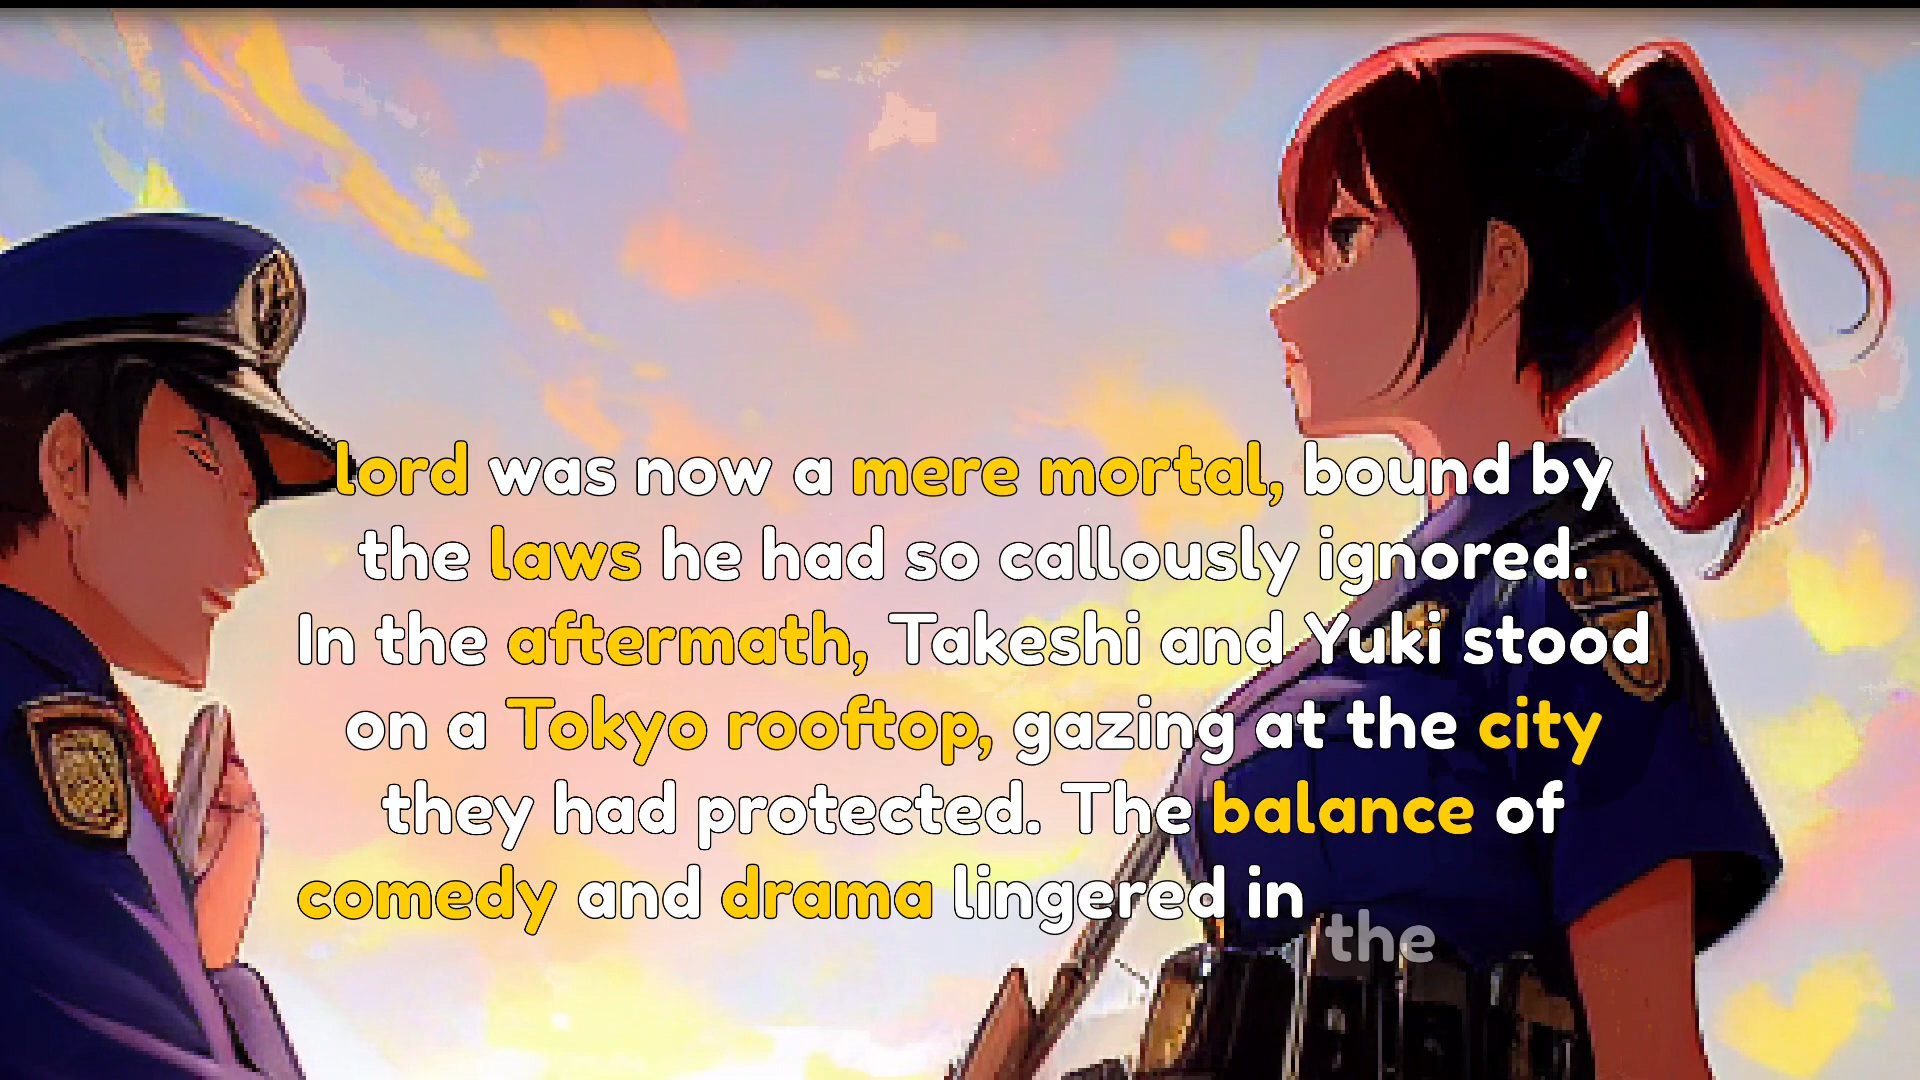 lord was now a mere mortal, bound by
the laws he had so callously ignored.
In the aftermath, Takeshi and Yuki stood
on a Tokyo rooftop, gazing at the city
they had protected. The balance of
comedy and drama lingered in the